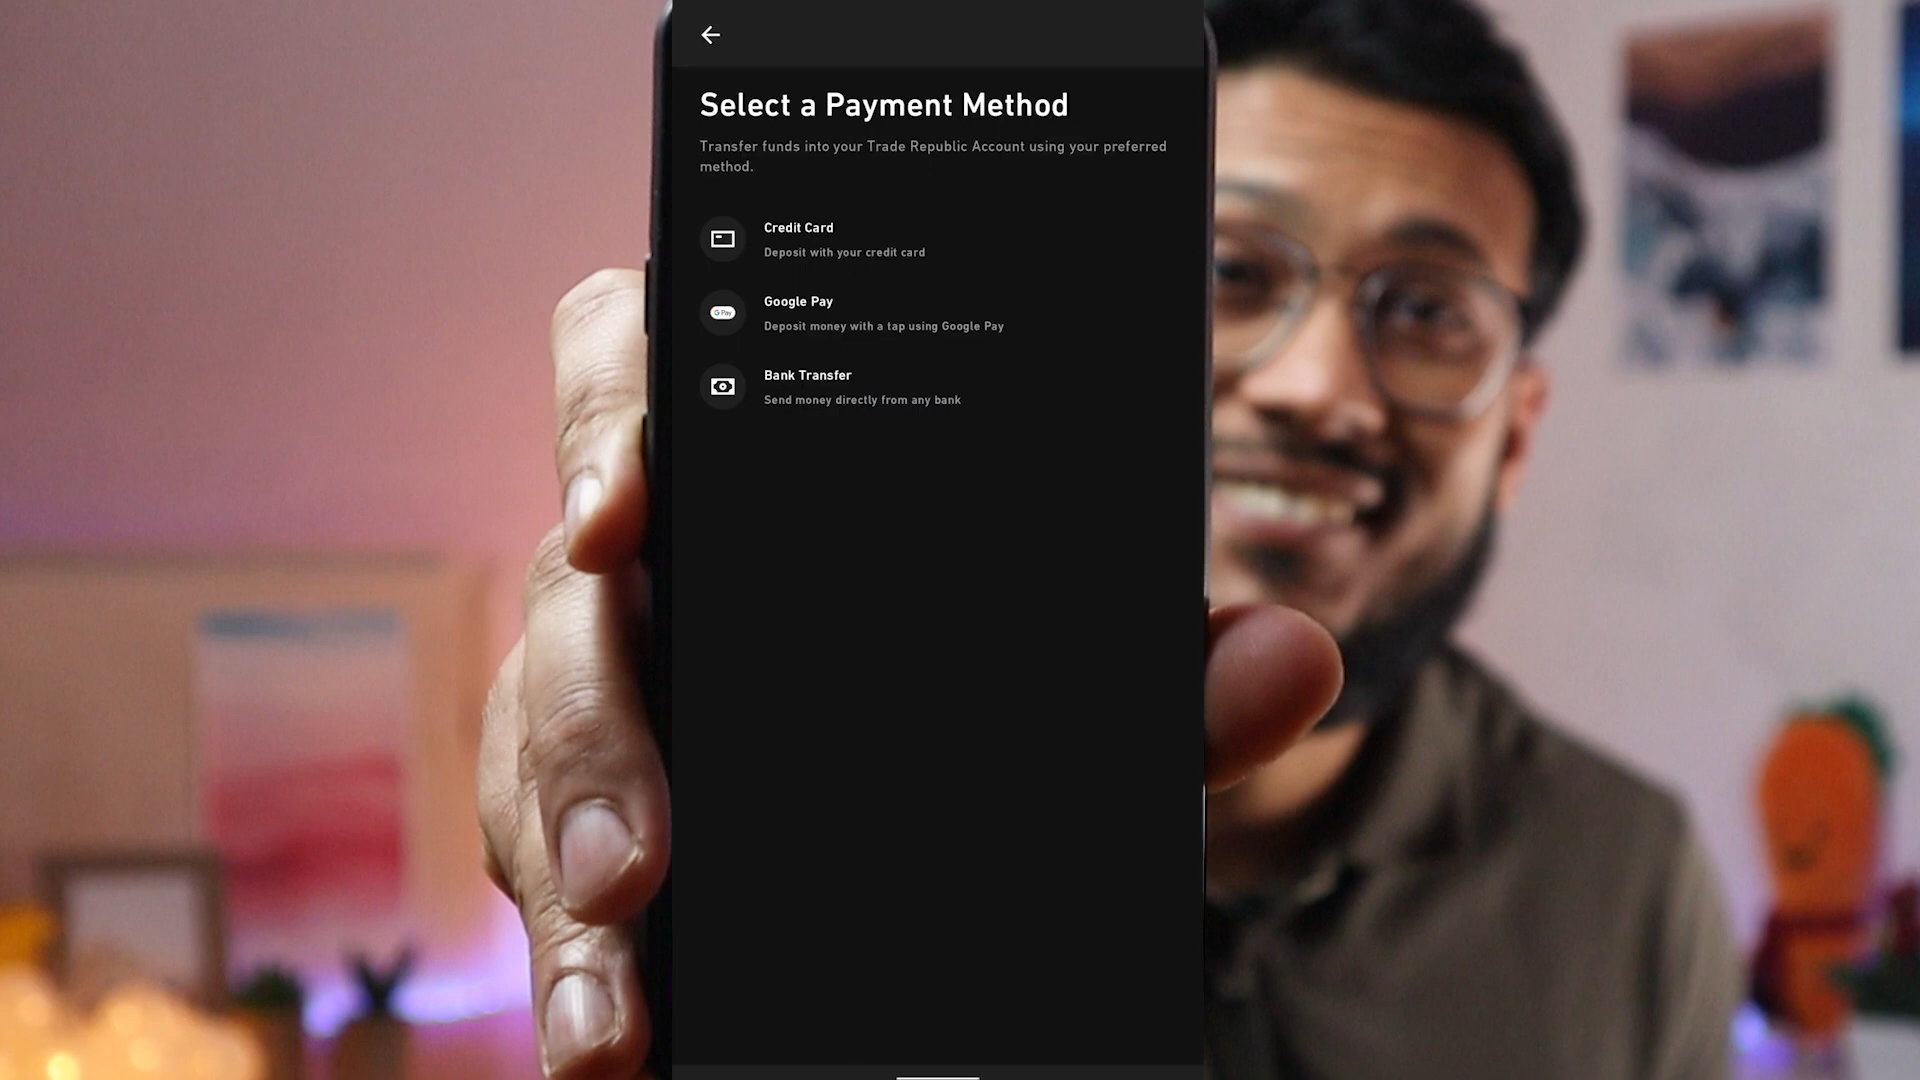 Select a Payment Method
Transfer funds into your Trade Republic Account using your preferred
method.
Credit Card
Deposit with your credit card
G Pay
Google Pay
Deposit money with a tap using Google Pay
Bank Transfer
Send money directly from any bank